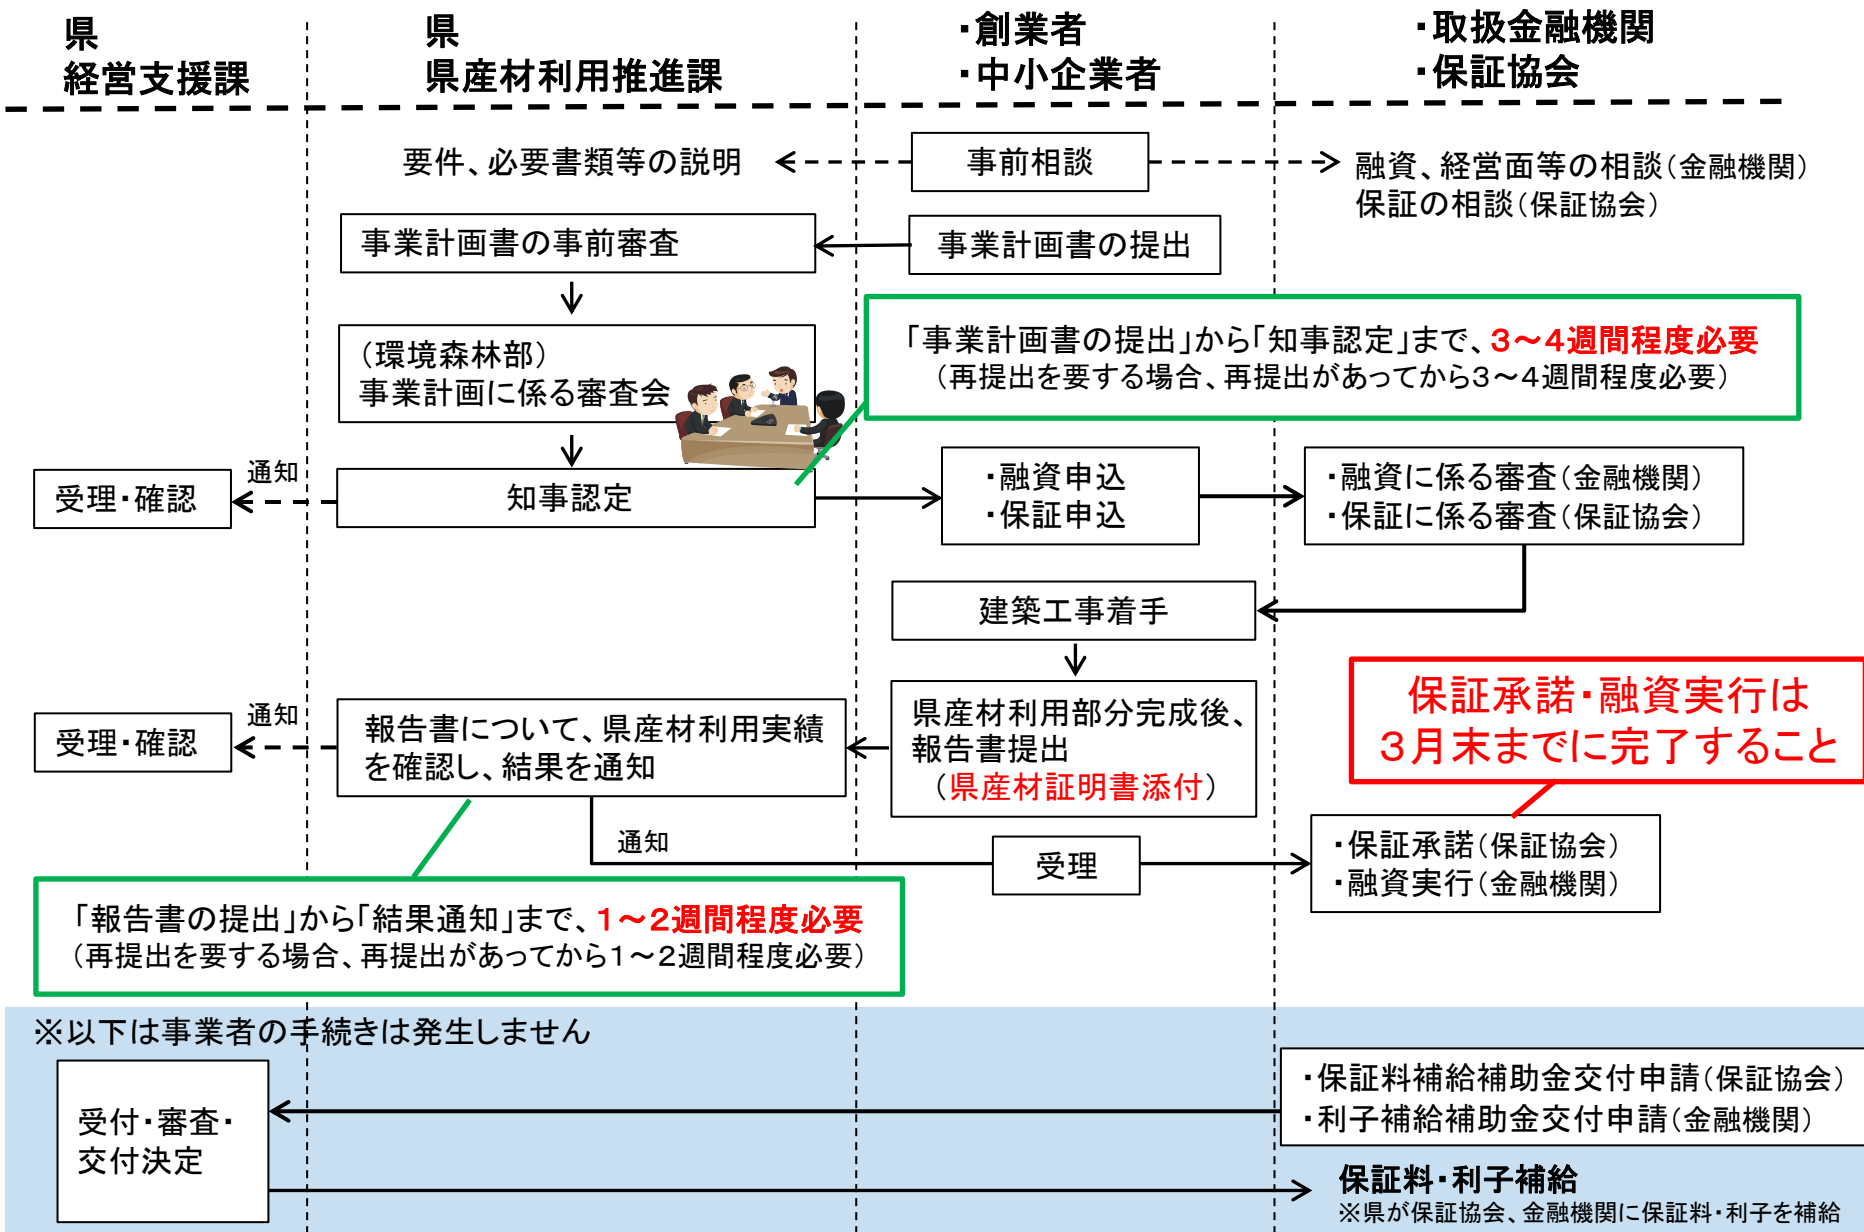 県
経営支援課
県
県産材利用推進課
・創業者
・中小企業者
・取扱金融機関
・保証協会
要件、必要書類等の説明
事前相談
融資、経営面等の相談（金融機関）
保証の相談（保証協会）
事業計画書の事前審査
事業計画書の提出
（環境森林部）
事業計画に係る審査会
「事業計画書の提出」から「知事認定」まで、３～４週間程度必要
（再提出を要する場合、再提出があってから３～４週間程度必要）
受理・確認
通知
知事認定
・融資申込
・保証申込
・融資に係る審査（金融機関）
・保証に係る審査（保証協会）
建築工事着手
受理・確認
通知
報告書について、県産材利用実績
を確認し、結果を通知
県産材利用部分完成後、
報告書提出
（県産材証明書添付）
保証承諾・融資実行は
３月末までに完了すること
通知
受理
・保証承諾（保証協会）
・融資実行（金融機関）
「報告書の提出」から「結果通知」まで、１～２週間程度必要
（再提出を要する場合、再提出があってから１～２週間程度必要）
※以下は事業者の手続きは発生しません
受付・審査・
交付決定
・保証料補給補助金交付申請（保証協会）
・利子補給補助金交付申請（金融機関）
保証料・利子補給
※県が保証協会、金融機関に保証料・利子を補給